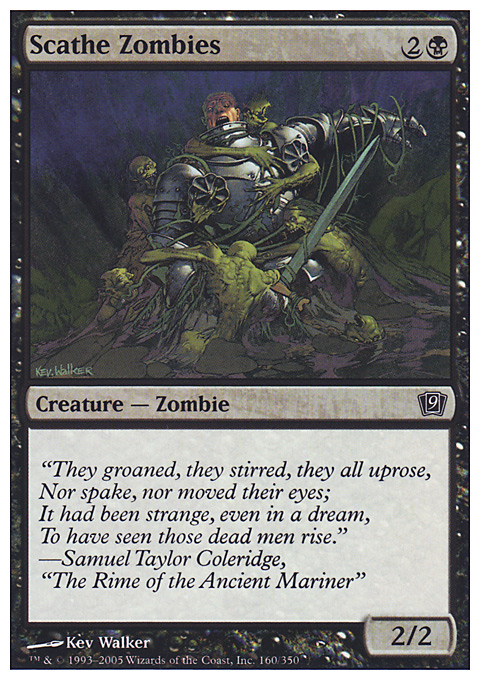 Scathe Zombies 2
KEV. WALKER
Creature — Zombie 9
“They groaned, they stirred, they all uprose,
Nor spake, nor moved their eyes;
It had been strange, even in a dream,
To have seen those dead men rise.”
—Samuel Taylor Coleridge,
“The Rime of the Ancient Mariner”
Kev Walker
2/2
™ & © 1993–2005 Wizards of the Coast, Inc. 160/350